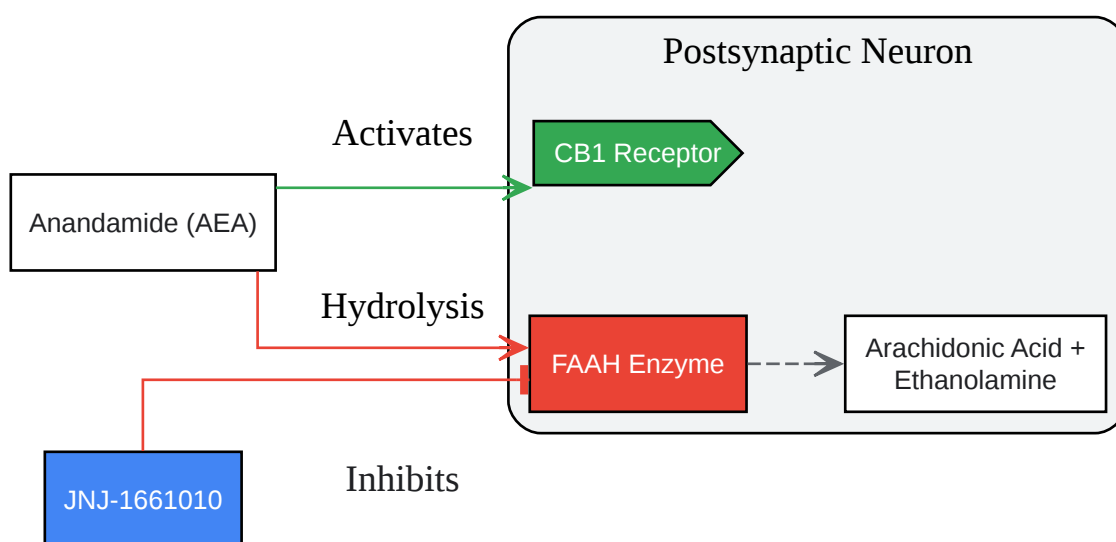 Postsynaptic Neuron
Activates
CB1 Receptor
Anandamide (AEA)
Hydrolysis
FAAH Enzyme
Arachidonic Acid +
Ethanolamine
Inhibits
JNJ-1661010